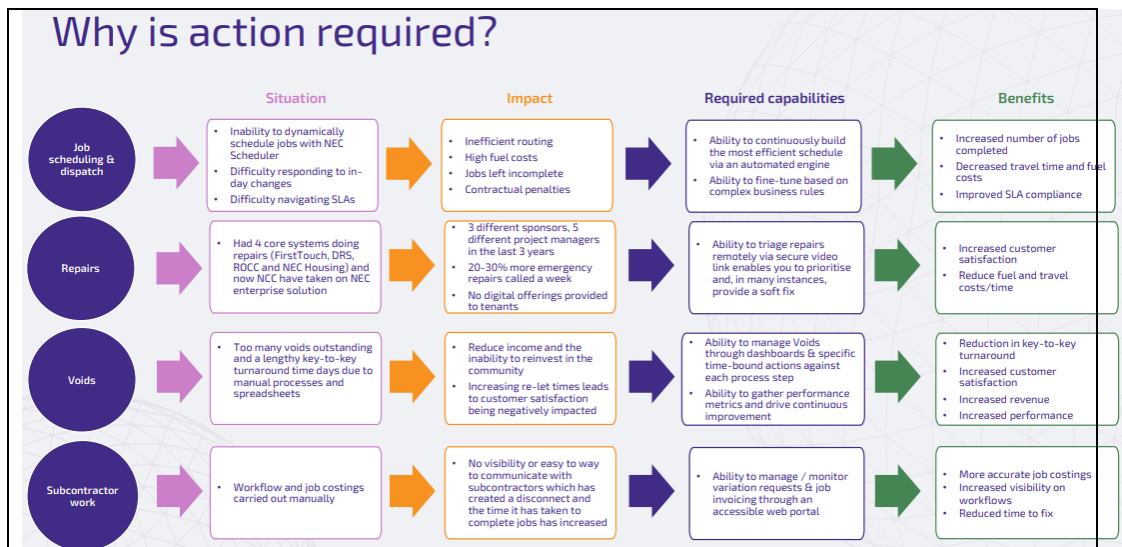 Why is action required?
Situation
Impact
Required capabilities
Benefits
Job
scheduling &
dispatch
• Inability to dynamically
schedule jobs with NEC
Scheduler
• Difficulty responding to in-
day changes
• Difficulty navigating SLAs
• Inefficient routing
• High fuel costs
• Jobs left incomplete
• Contractual penalties
• Ability to continuously build
the most efficient schedule
via an automated engine
• Ability to fine-tune based on
complex business rules
• Increased number of jobs
completed
• Decreased travel time and fuel
costs
• Improved SLA compliance
Repairs
• Had 4 core systems doing
repairs (FirstTouch, DRS,
ROCC and NEC Housing) and
now NCC have taken on NEC
enterprise solution
• 3 different sponsors, 5
different project managers
in the last 3 years
• 20-30% more emergency
repairs called a week
• No digital offerings provided
to tenants
• Ability to triage repairs
remotely via secure video
link enables you to prioritise
and, in many instances,
provide a soft fix
• Increased customer
satisfaction
• Reduce fuel and travel
costs/time
Voids
• Too many voids outstanding
and a lengthy key-to-key
turnaround time days due to
manual processes and
spreadsheets
• Reduce income and the
inability to reinvest in the
community
• Increasing re-let times leads
to customer satisfaction
being negatively impacted
• Ability to manage Voids
through dashboards & specific
time-bound actions against
each process step
• Ability to gather performance
metrics and drive continuous
improvement
• Reduction in key-to-key
turnaround
• Increased customer
satisfaction
• Increased revenue
• Increased performance
Subcontractor
work
• Workflow and job costings
carried out manually
• No visibility or easy to way
to communicate with
subcontractors which has
created a disconnect and
the time it has taken to
complete jobs has increased
• Ability to manage / monitor
variation requests & job
invoicing through an
accessible web portal
• More accurate job costings
• Increased visibility on
workflows
• Reduced time to fix